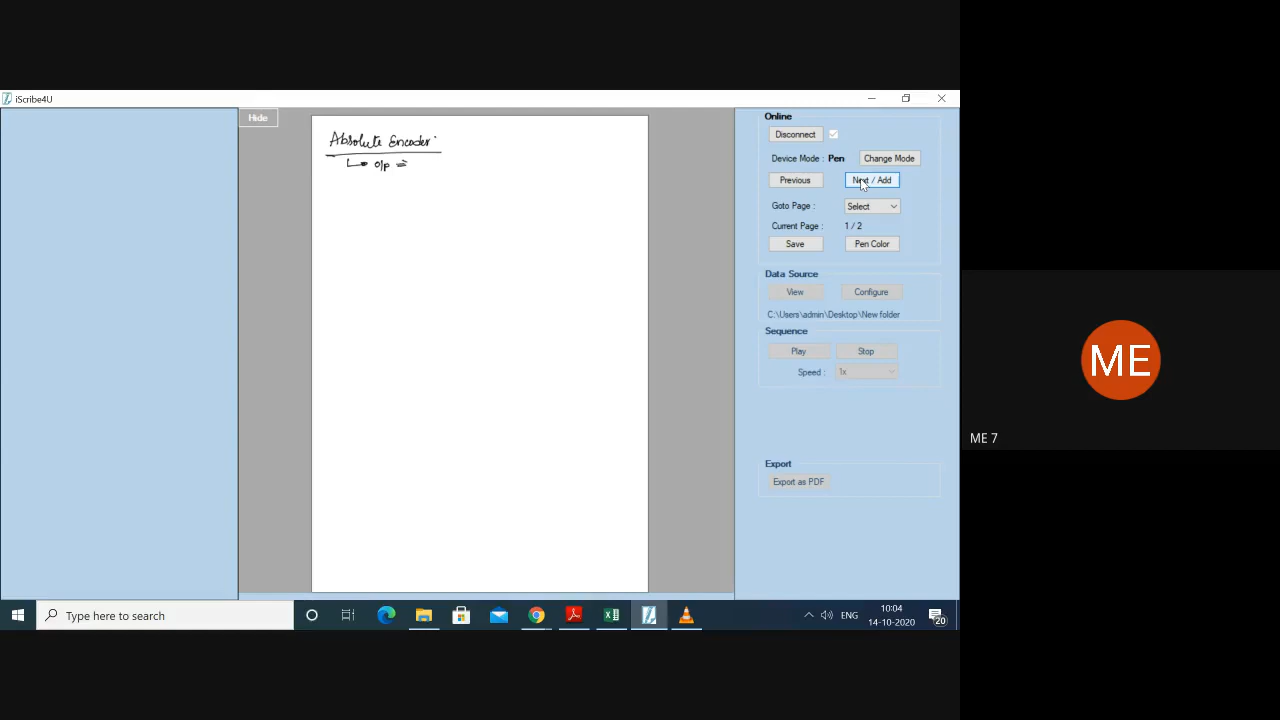 iScribe4U
Hide
Absolute Encoder:
↳ o/p =
Online
Disconnect
Device Mode : Pen
Change Mode
Previous
Next / Add
Goto Page :
Select
Current Page :
1 / 2
Save
Pen Color
Data Source
View
Configure
C:\Users\admin\Desktop\New folder
Sequence
Play
Stop
Speed :
1x
Export
Export as PDF
ME
ME 7
Type here to search
ENG
10:04
14-10-2020
20